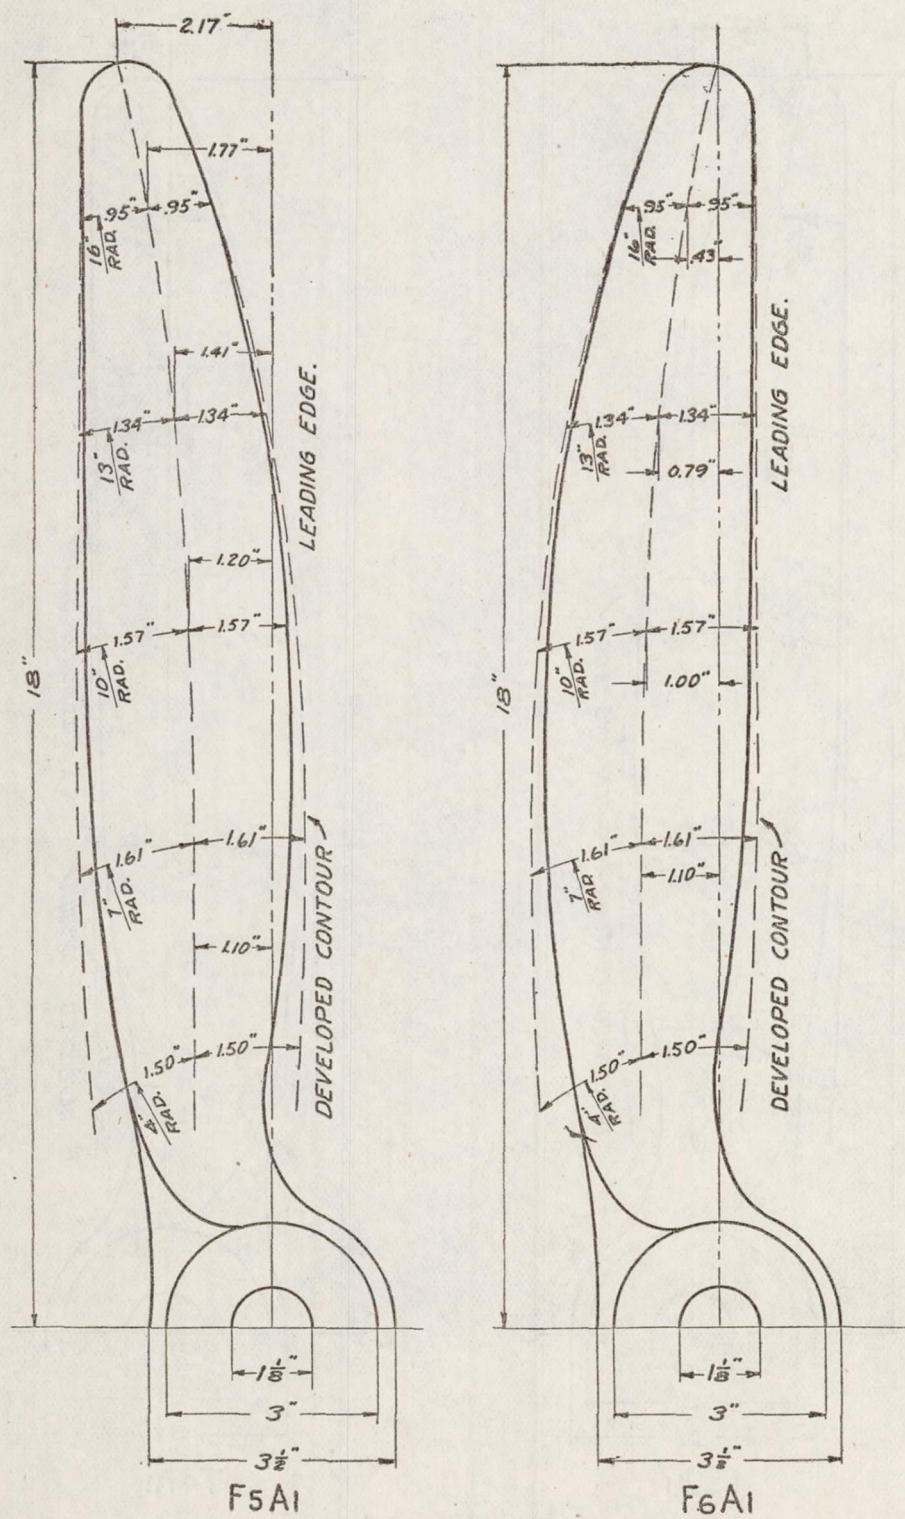 2.17"
18"
1.77"
.95" .95"
16"
RAD.
1.41"
1.34" 1.34"
13"
RAD.
LEADING EDGE.
1.20"
1.57" 1.57"
10"
RAD.
1.61" 1.61"
7"
RAD.
1.10"
1.50" 1.50"
4"
RAD.
DEVELOPED CONTOUR
1 1/8"
3"
3 1/2"
F5A1
18"
.95" .95"
16"
RAD.
.43"
LEADING EDGE.
1.34" 1.34"
13"
RAD.
0.79"
1.57" 1.57"
10"
RAD.
1.00"
1.61" 1.61"
7"
RAD
1.10"
1.50" 1.50"
4"
RAD.
DEVELOPED CONTOUR
1 1/8"
3"
3 1/2"
F6A1